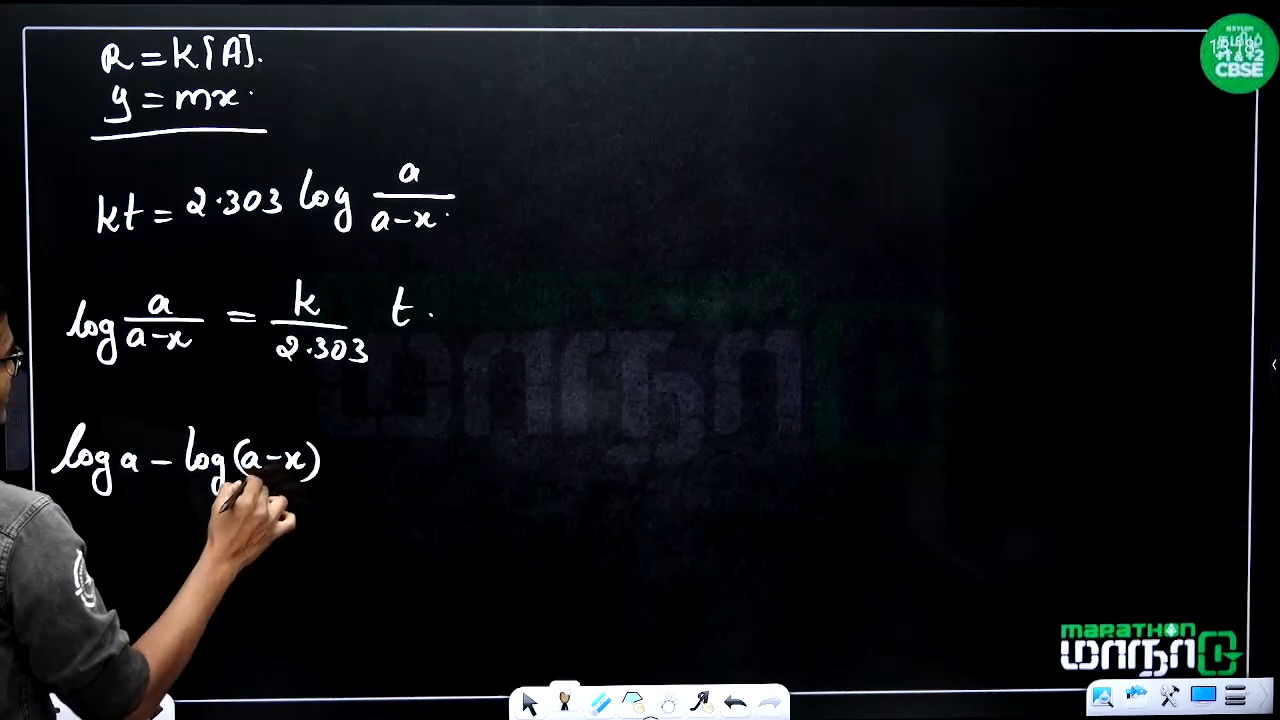 R = K[A].
y = mx.
kt = 2.303 log a/(a-x)
log a/(a-x) = k/2.303 t.
log a - log(a-x)
CBSE
MARATHON
மாநாடு